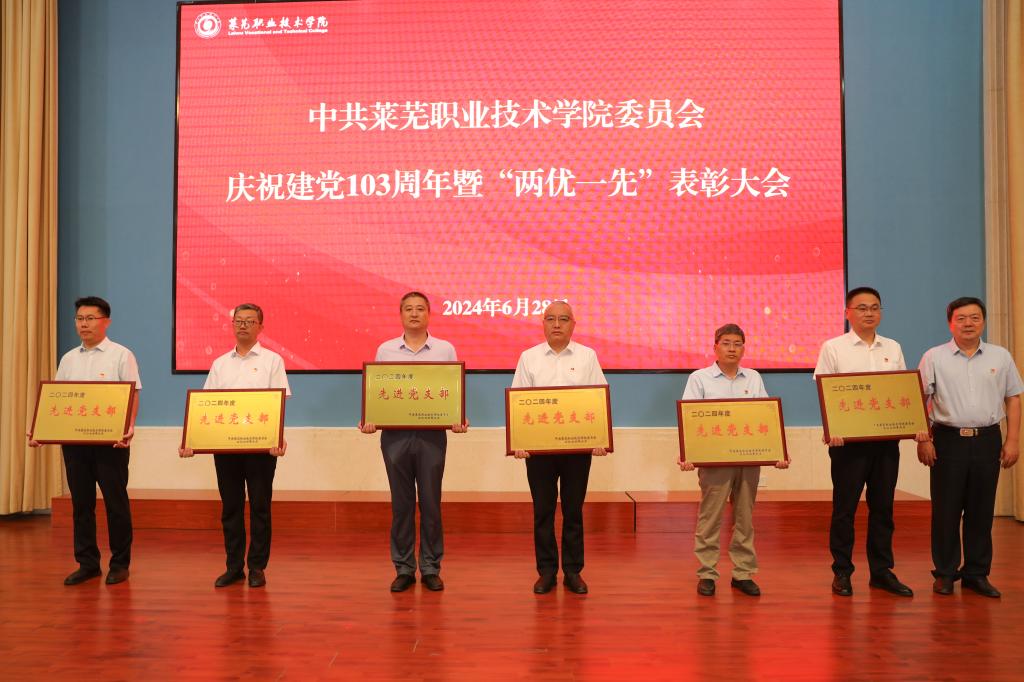 莱芜职业技术学院
Laiwu Vocational and Technical College
中共莱芜职业技术学院委员会
庆祝建党103周年暨“两优一先”表彰大会
2024年6月28
二〇二四年度
先进党支部
二〇二四年度
先进党支部
二〇二四年度
先进党支部
二〇二四年度
先进党支部
二〇二四年度
先进党支部
二〇二四年度
先进党支部